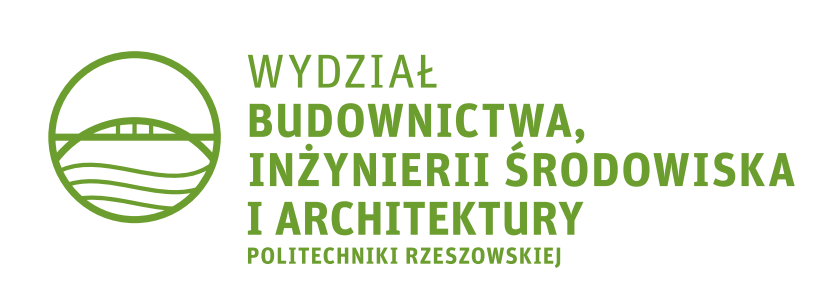 WYDZIAŁ
BUDOWNICTWA,
INŻYNIERII ŚRODOWISKA
I ARCHITEKTURY
POLITECHNIKI RZESZOWSKIEJ